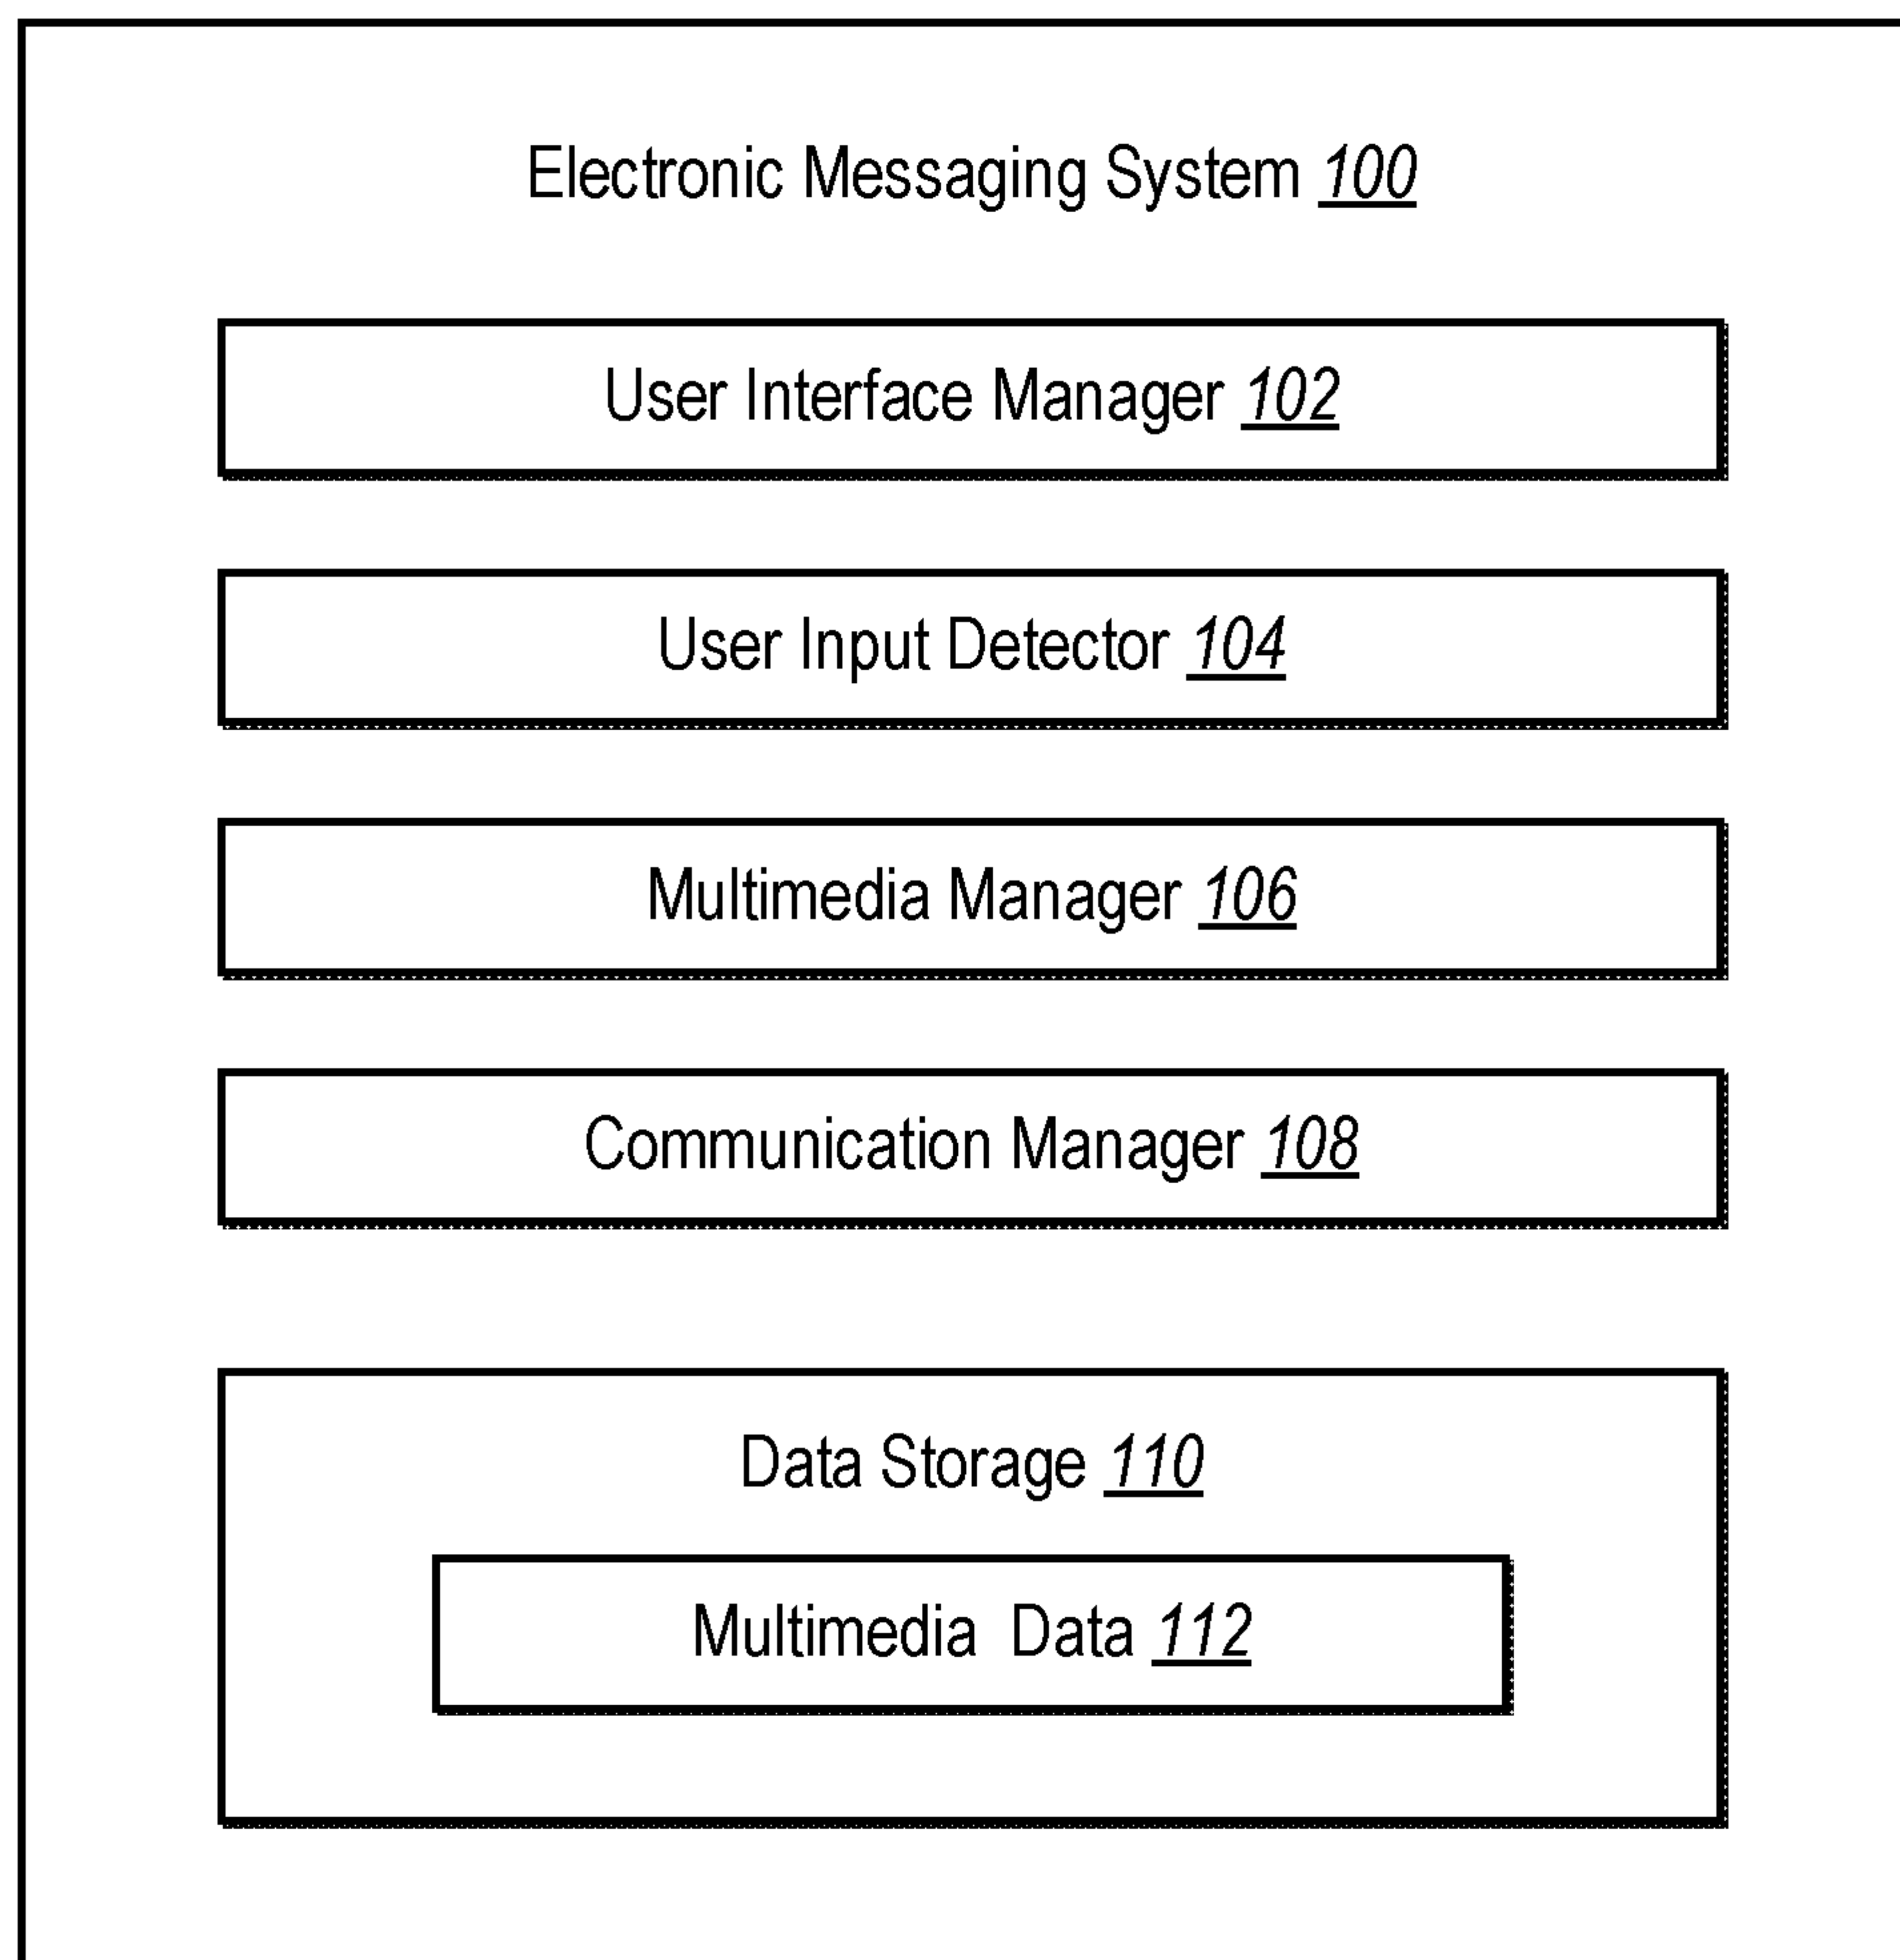 Electronic Messaging System 100
User Interface Manager 102
User Input Detector 104
Multimedia Manager 106
Communication Manager 108
Data Storage 110
Multimedia Data 112